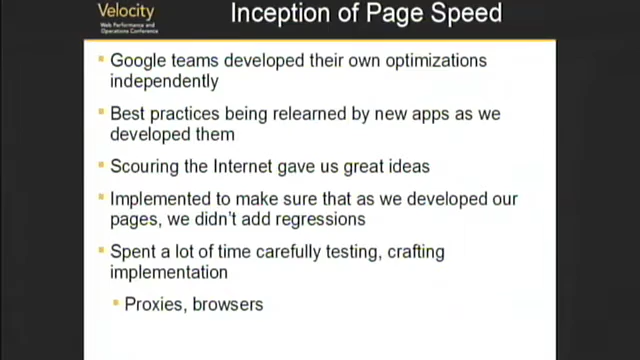 Velocity
Web Performance and
Operations Conference
Inception of Page Speed
Google teams developed their own optimizations
independently
Best practices being relearned by new apps as we
developed them
Scouring the Internet gave us great ideas
Implemented to make sure that as we developed our
pages, we didn't add regressions
Spent a lot of time carefully testing, crafting
implementation
Proxies, browsers